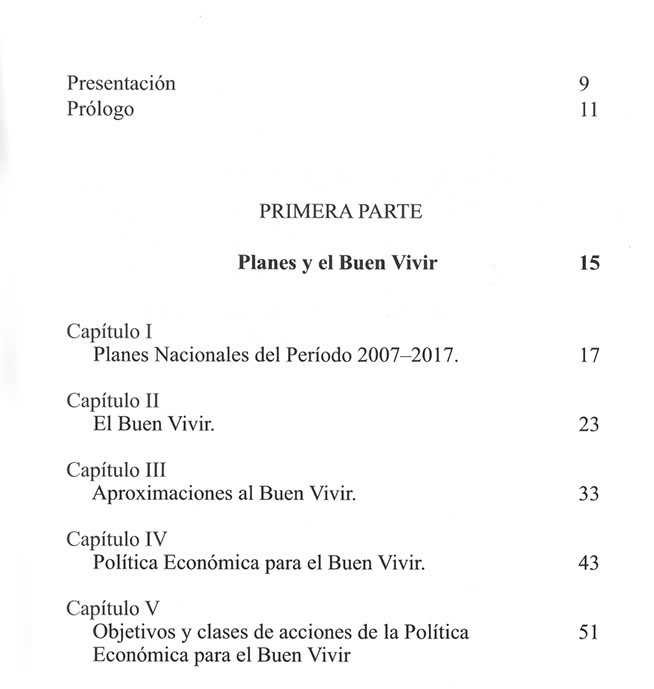 Presentación 9
Prólogo 11
PRIMERA PARTE
Planes y el Buen Vivir 15
Capítulo I
Planes Nacionales del Período 2007–2017. 17
Capítulo II
El Buen Vivir. 23
Capítulo III
Aproximaciones al Buen Vivir. 33
Capítulo IV
Política Económica para el Buen Vivir. 43
Capítulo V
Objetivos y clases de acciones de la Política 51
Económica para el Buen Vivir